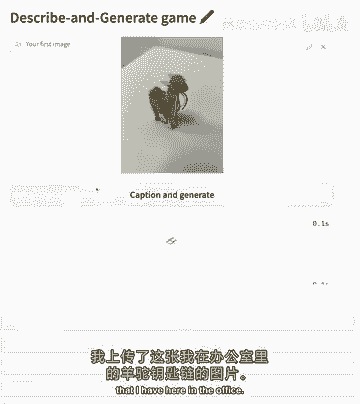 Describe-and-Generate game
Your first image
Caption and generate
0.1s
我上传了这张我在办公室里
的羊驼钥匙链的图片。
that I have here in the office.